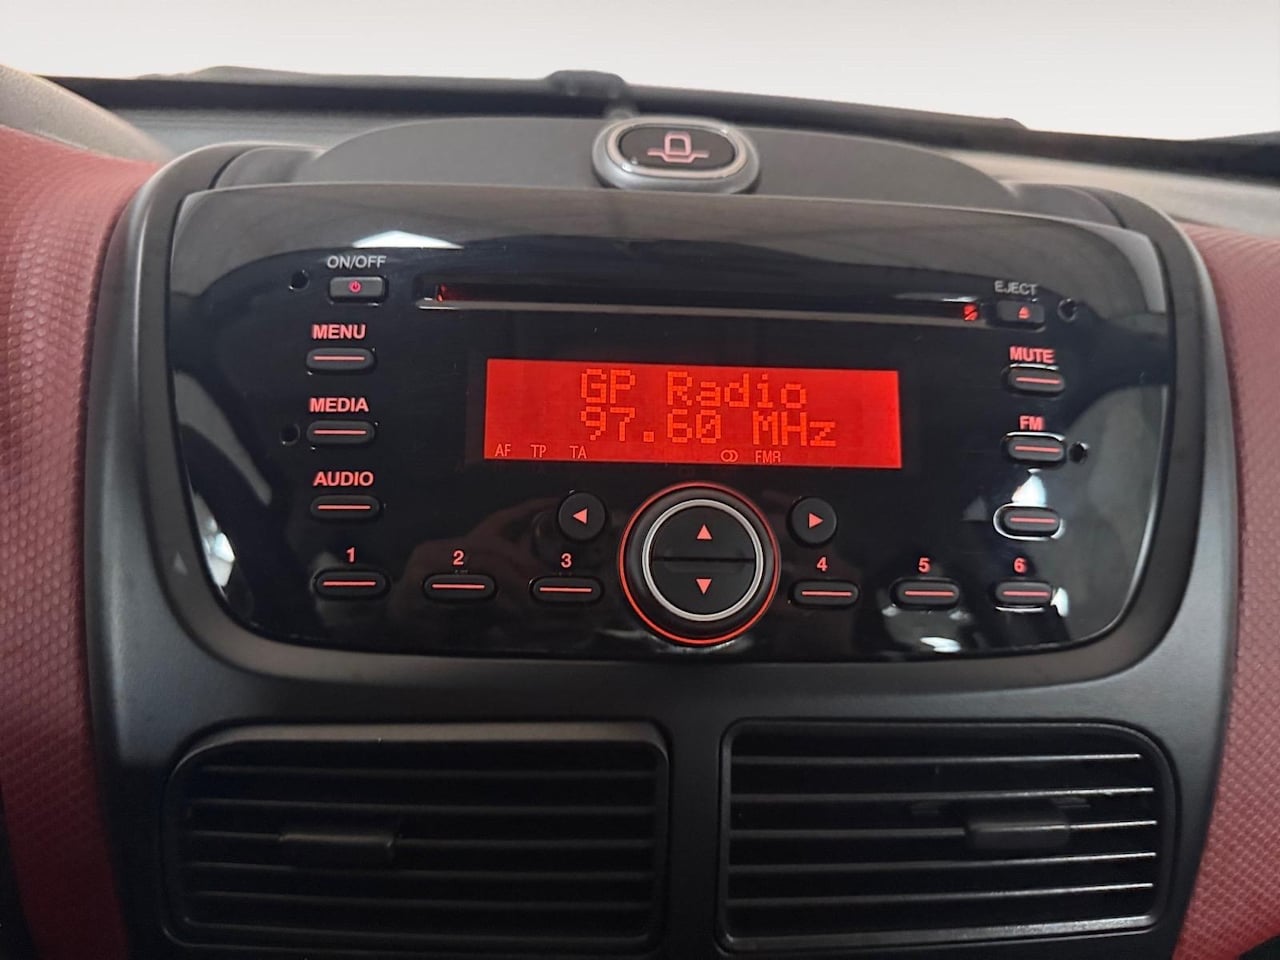 ON/OFF
EJECT
MENU
MUTE
GP Radio
97.60 MHz
MEDIA
FM
AF TP TA FMR
AUDIO
1 2 3 4 5 6